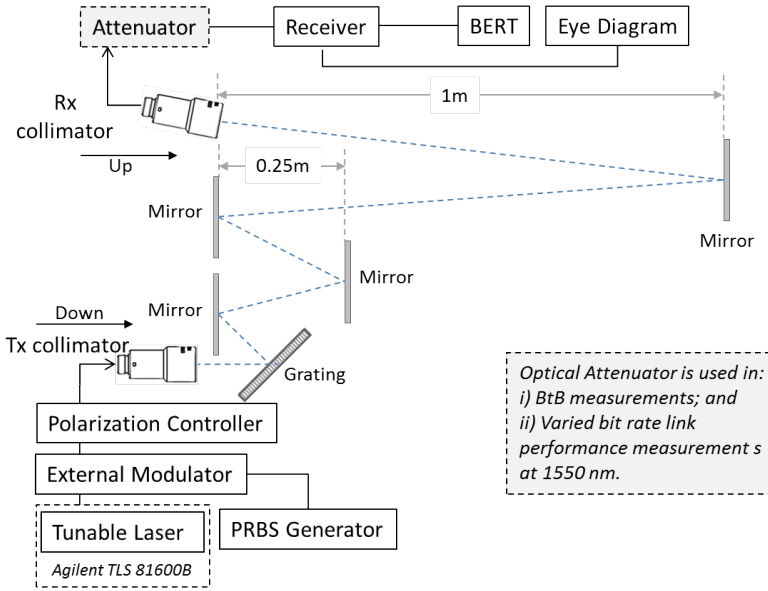 Attenuator
Receiver
BERT
Eye Diagram
1m
Rx
collimator
Up
0.25m
Mirror
Mirror
Mirror
Down
Mirror
Tx collimator
Grating
Polarization Controller
External Modulator
Tunable Laser
PRBS Generator
Agilent TLS 81600B
Optical Attenuator is used in:
i) BtB measurements; and
ii) Varied bit rate link
performance measurement s
at 1550 nm.